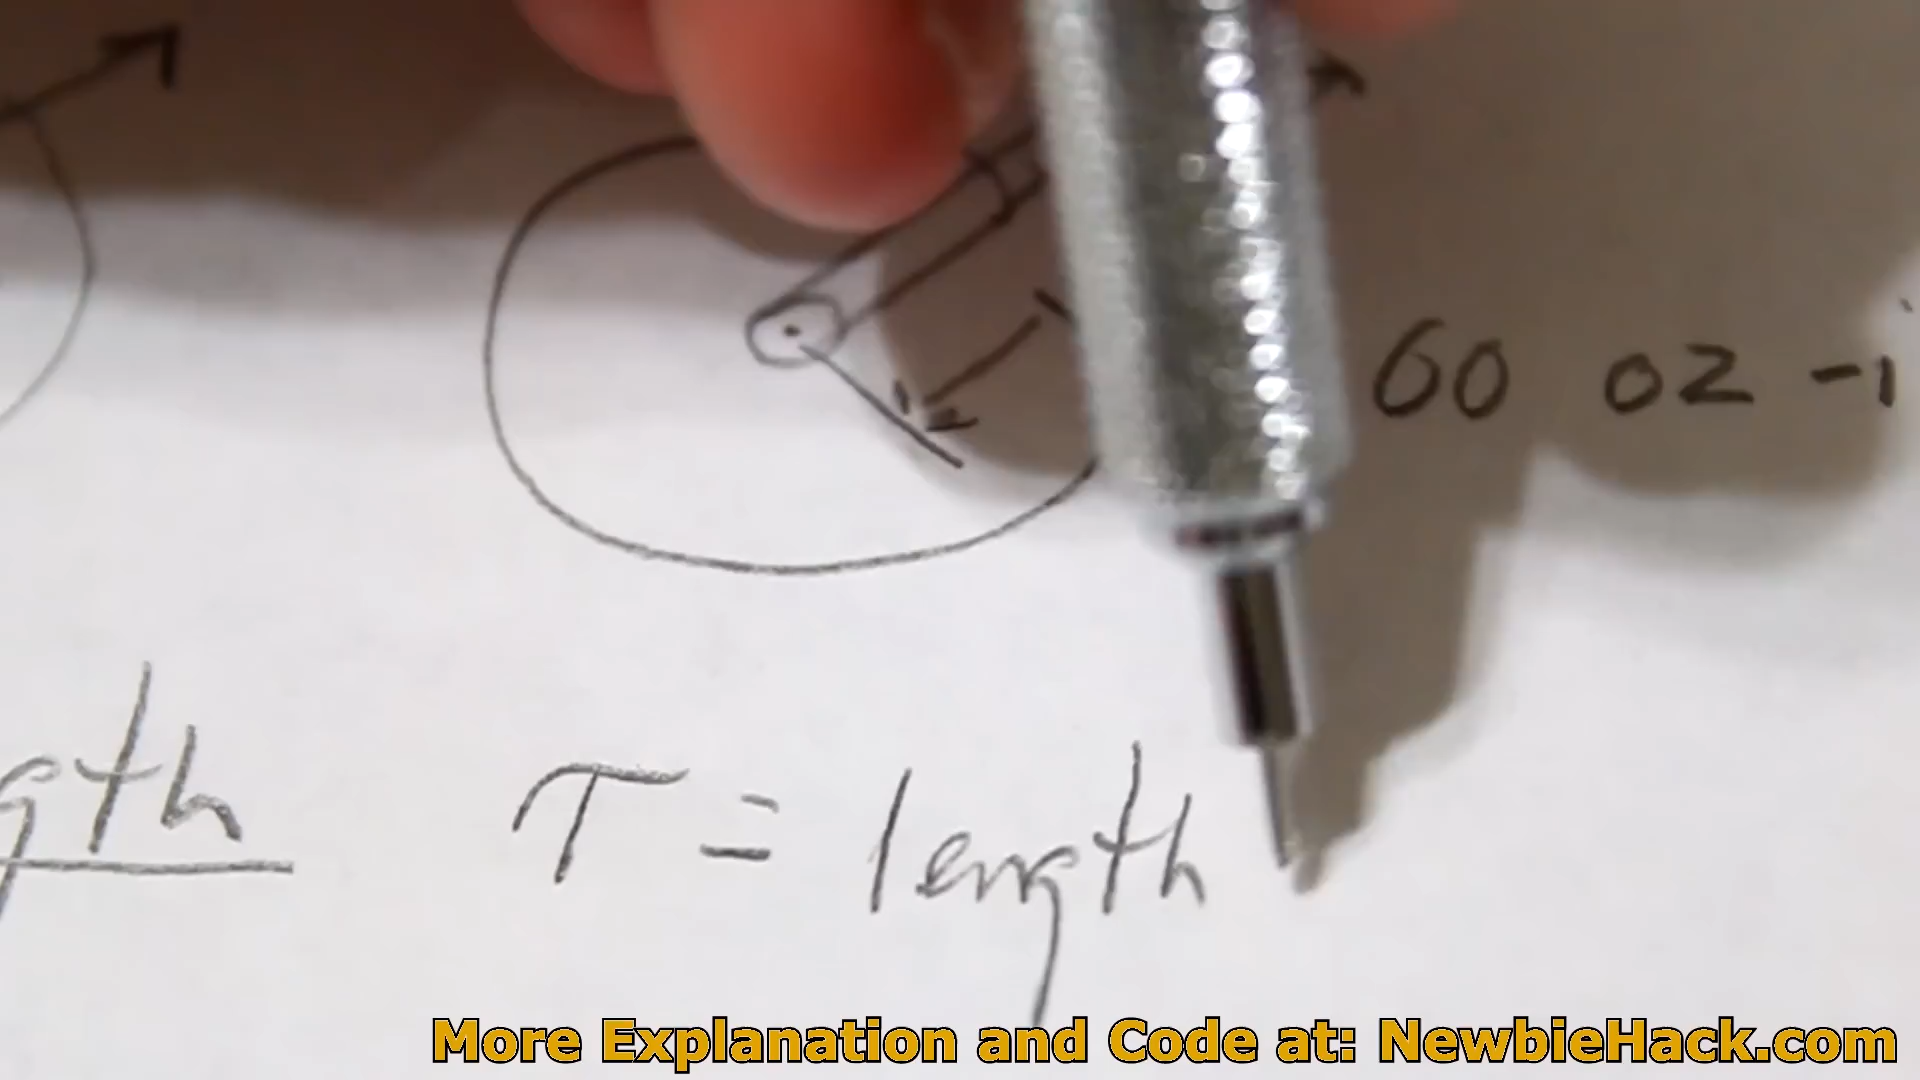 60 oz -i
gth τ = length
More Explanation and Code at: NewbieHack.com